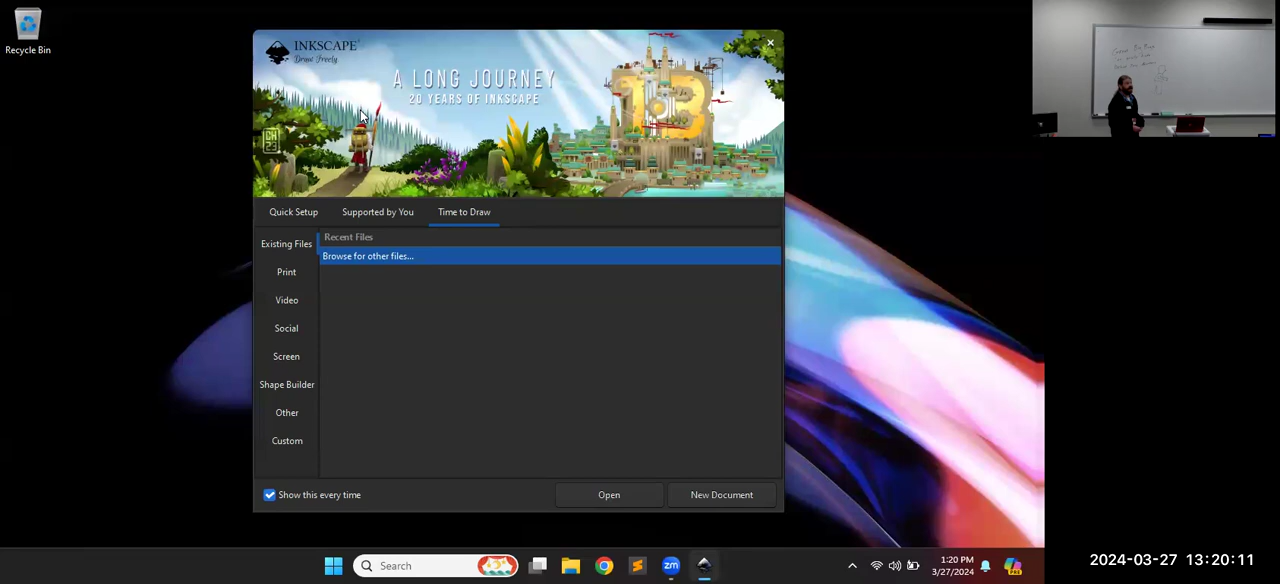 Recycle Bin
INKSCAPE
Draw Freely
A LONG JOURNEY
20 YEARS OF INKSCAPE
Quick Setup
Supported by You
Time to Draw
Existing Files
Print
Video
Social
Screen
Shape Builder
Other
Custom
Recent Files
Browse for other files...
Show this every time
Open
New Document
Search
zm
1:20 PM
3/27/2024
2024-03-27 13:20:11